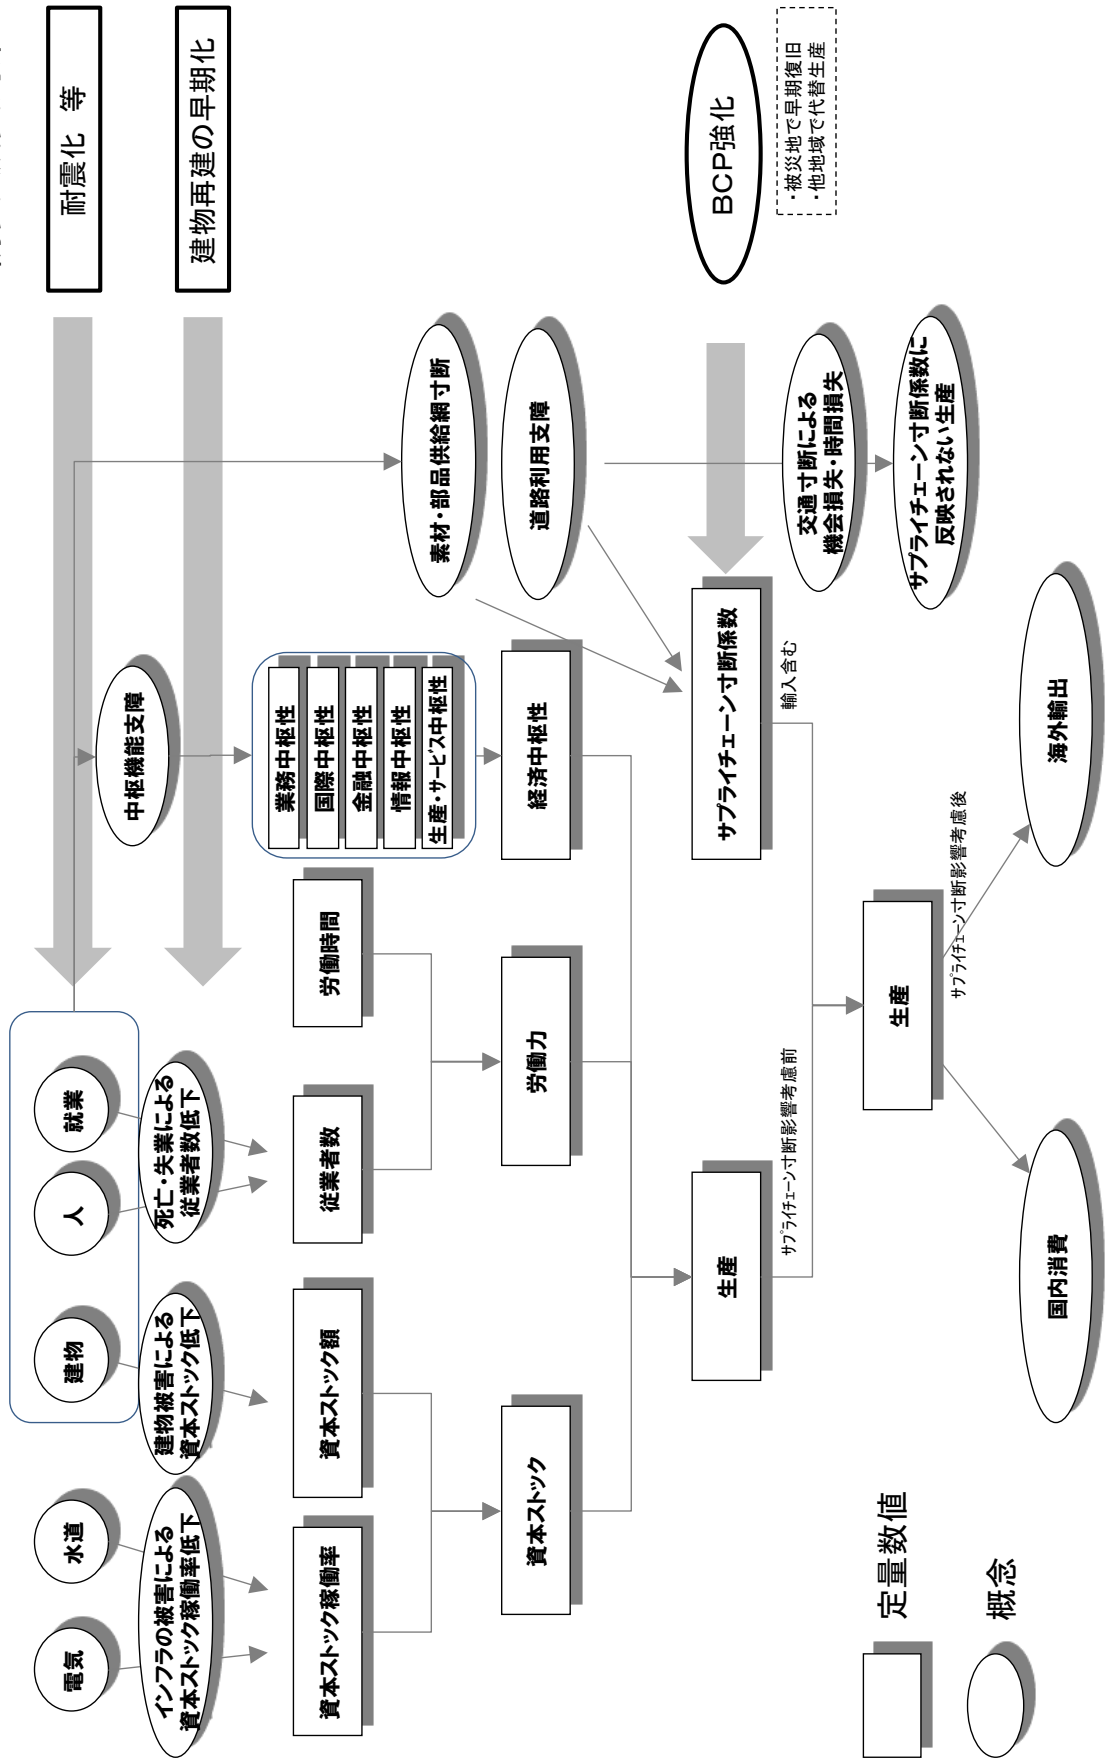 耐震化 等
建物再建の早期化
電気
水道
建物
人
就業
インフラの被害による
資本ストック稼働率低下
建物被害による
資本ストック低下
死亡・失業による
従業者数低下
中枢機能支障
資本ストック稼働率
資本ストック額
従業者数
労働時間
業務中枢性
国際中枢性
金融中枢性
情報中枢性
生産・サービス中枢性
素材・部品供給網寸断
道路利用支障
資本ストック
労働力
経済中枢性
生産
サプライチェーン寸断影響考慮前
サプライチェーン寸断係数
輸入含む
BCP強化
・被災地で早期復旧
・他地域で代替生産
交通寸断による
機会損失・時間損失
サプライチェーン寸断係数に
反映されない生産
生産
サプライチェーン寸断影響考慮後
国内消費
海外輸出
定量数値
概念